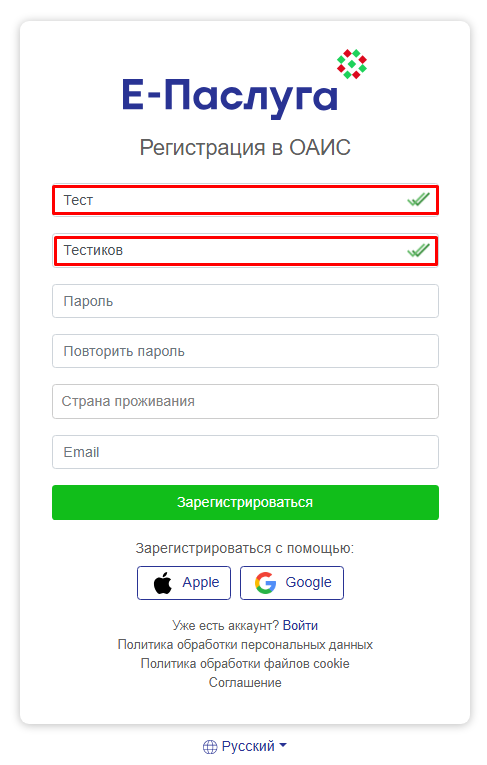 Е-Паслуга
Регистрация в ОАИС
Тест
Тестиков
Пароль
Повторить пароль
Страна проживания
Email
Зарегистрироваться
Зарегистрироваться с помощью:
Apple Google
Уже есть аккаунт? Войти
Политика обработки персональных данных
Политика обработки файлов cookie
Соглашение
Русский